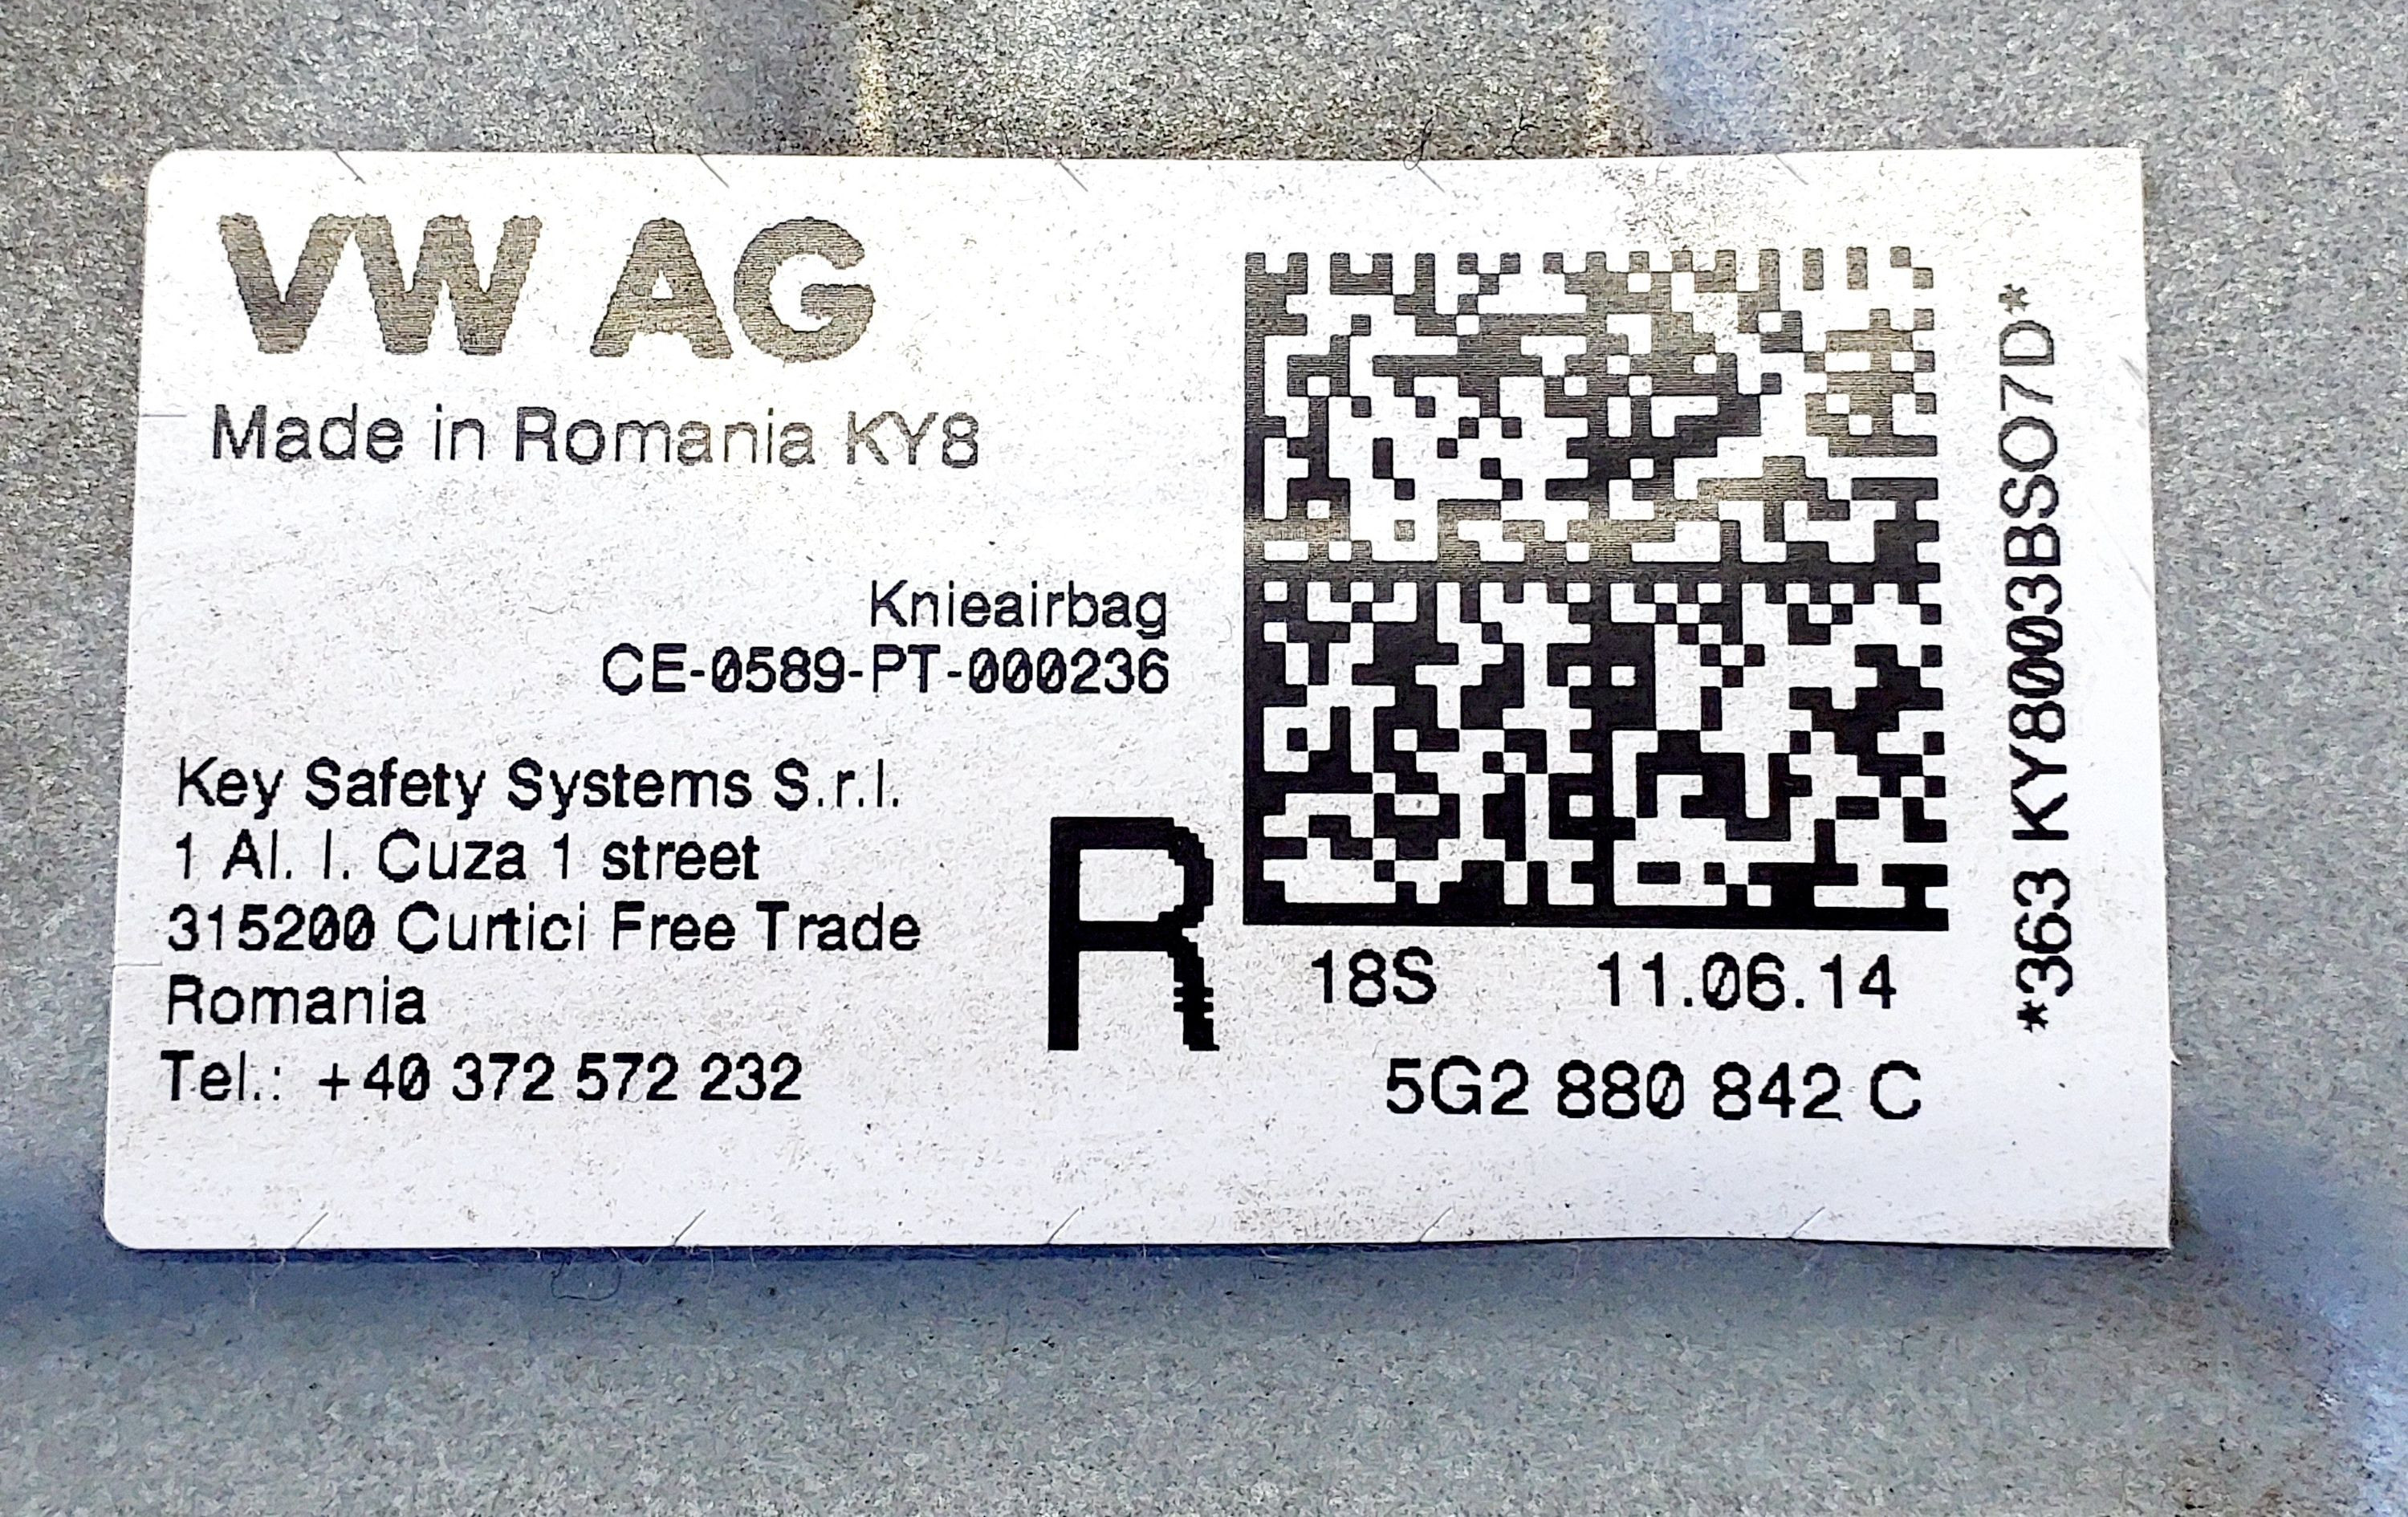 VW AG
Made in Romania KY8
Knieairbag
CE-0589-PT-000236
Key Safety Systems S.r.l.
1 Al. I. Cuza 1 street
315200 Curtici Free Trade
Romania
Tel.: +40 372 572 232
R
18S 11.06.14
5G2 880 842 C
*363 KY8003BSO7D*